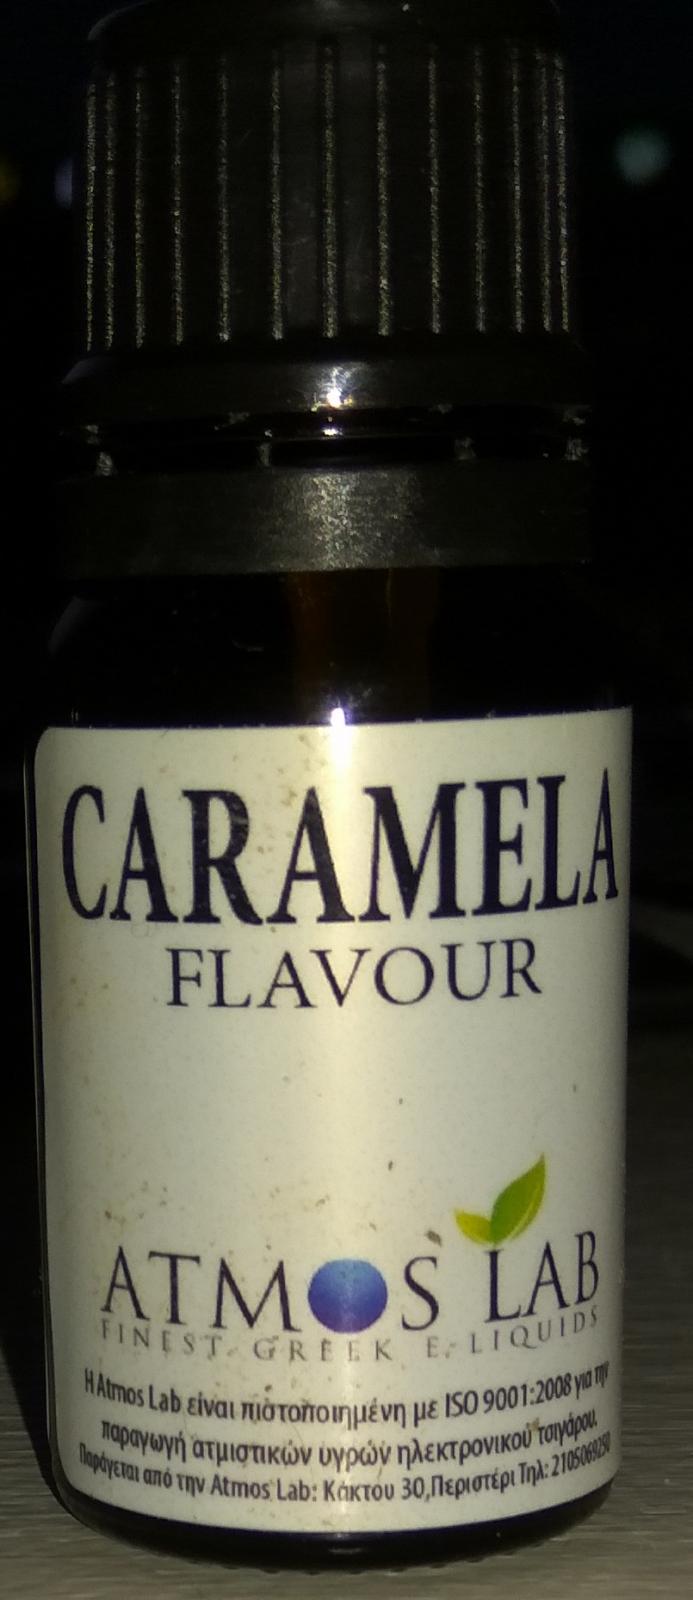 CARAMELA
FLAVOUR
ATMOS LAB
FINEST GREEK E-LIQUIDS
Η Atmos Lab είναι πιστοποιημένη με ISO 9001:2008 για την
παραγωγή ατμιστικών υγρών ηλεκτρονικού τσιγάρου.
Παράγεται από την Atmos Lab: Κάκτου 30,Περιστέρι Τηλ: 2105069250